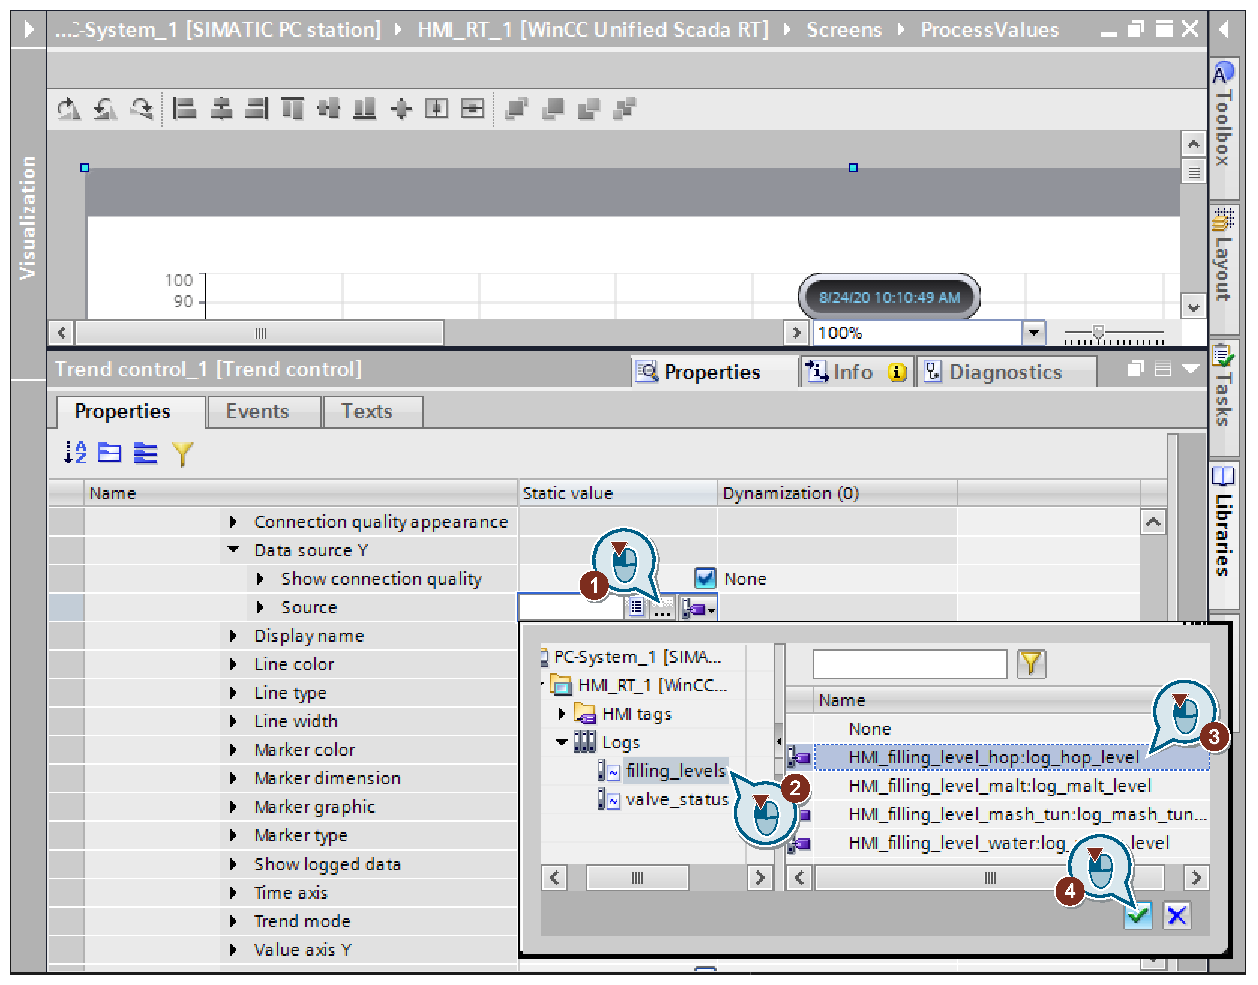 ...C-System_1 [SIMATIC PC station] HMI_RT_1 [WinCC Unified Scada RT] Screens ProcessValues
Visualization
Toolbox
Layout
Tasks
Libraries
100
90
8/24/20 10:10:49 AM
100%
Trend control_1 [Trend control]
Properties
Info
Diagnostics
Properties
Events
Texts
Name
Static value
Dynamization (0)
Connection quality appearance
Data source Y
Show connection quality
None
Source
...
Display name
Line color
Line type
Line width
Marker color
Marker dimension
Marker graphic
Marker type
Show logged data
Time axis
Trend mode
Value axis Y
1
PC-System_1 [SIMA...
HMI_RT_1 [WinCC...
HMI tags
Logs
filling_levels
valve_status
2
Name
None
HMI_filling_level_hop:log_hop_level
HMI_filling_level_malt:log_malt_level
HMI_filling_level_mash_tun:log_mash_tun...
HMI_filling_level_water:log_ level
3
4